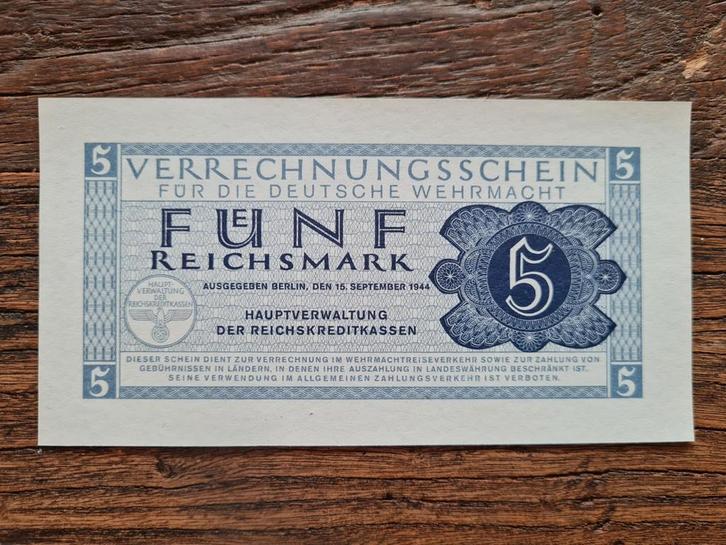 5 VERRECHNUNGSSCHEIN 5
FÜR DIE DEUTSCHE WEHRMACHT
FUENF
REICHSMARK
5
AUSGEGEBEN BERLIN, DEN 15. SEPTEMBER 1944
HAUPT-
VERWALTUNG
DER
REICHSKREDITKASSEN
HAUPTVERWALTUNG
DER REICHSKREDITKASSEN
DIESER SCHEIN DIENT ZUR VERRECHNUNG IM WEHRMACHTREISEVERKEHR SOWIE ZUR ZAHLUNG VON
GEBÜHRNISSEN IN LÄNDERN, IN DENEN IHRE AUSZAHLUNG IN LANDESWÄHRUNG BESCHRÄNKT IST.
5 SEINE VERWENDUNG IM ALLGEMEINEN ZAHLUNGSVERKEHR IST VERBOTEN. 5